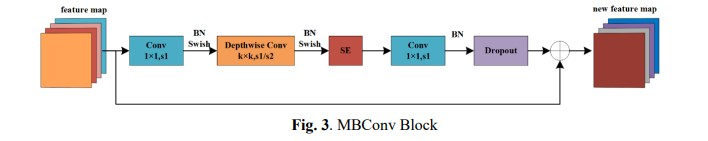 feature map
new feature map
BN
Swish
BN
Swish
BN
Conv
1×1,s1
Depthwise Conv
k×k,s1/s2
SE
Conv
1×1,s1
Dropout
Fig. 3. MBConv Block